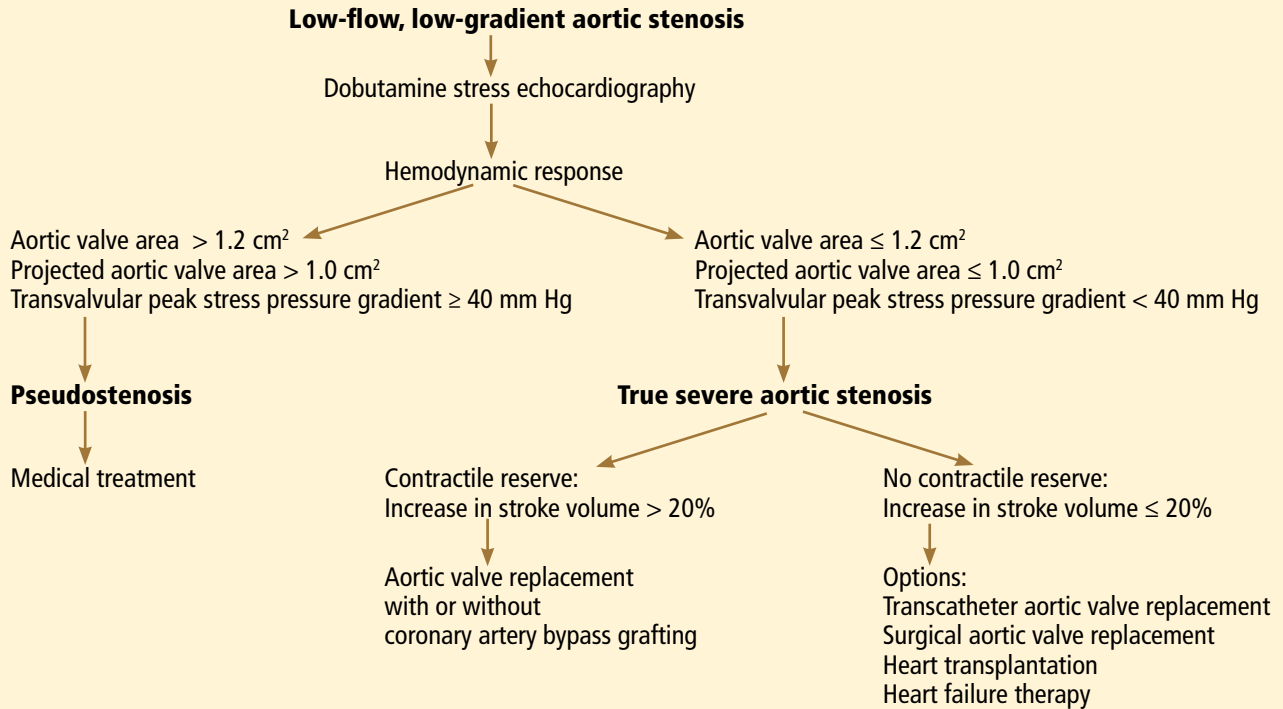 Low-flow, low-gradient aortic stenosis
Dobutamine stress echocardiography
Hemodynamic response
Aortic valve area > 1.2 cm²
Projected aortic valve area > 1.0 cm²
Transvalvular peak stress pressure gradient ≥ 40 mm Hg
Aortic valve area ≤ 1.2 cm²
Projected aortic valve area ≤ 1.0 cm²
Transvalvular peak stress pressure gradient < 40 mm Hg
Pseudostenosis
Medical treatment
True severe aortic stenosis
Contractile reserve:
Increase in stroke volume > 20%
Aortic valve replacement
with or without
coronary artery bypass grafting
No contractile reserve:
Increase in stroke volume ≤ 20%
Options:
Transcatheter aortic valve replacement
Surgical aortic valve replacement
Heart transplantation
Heart failure therapy